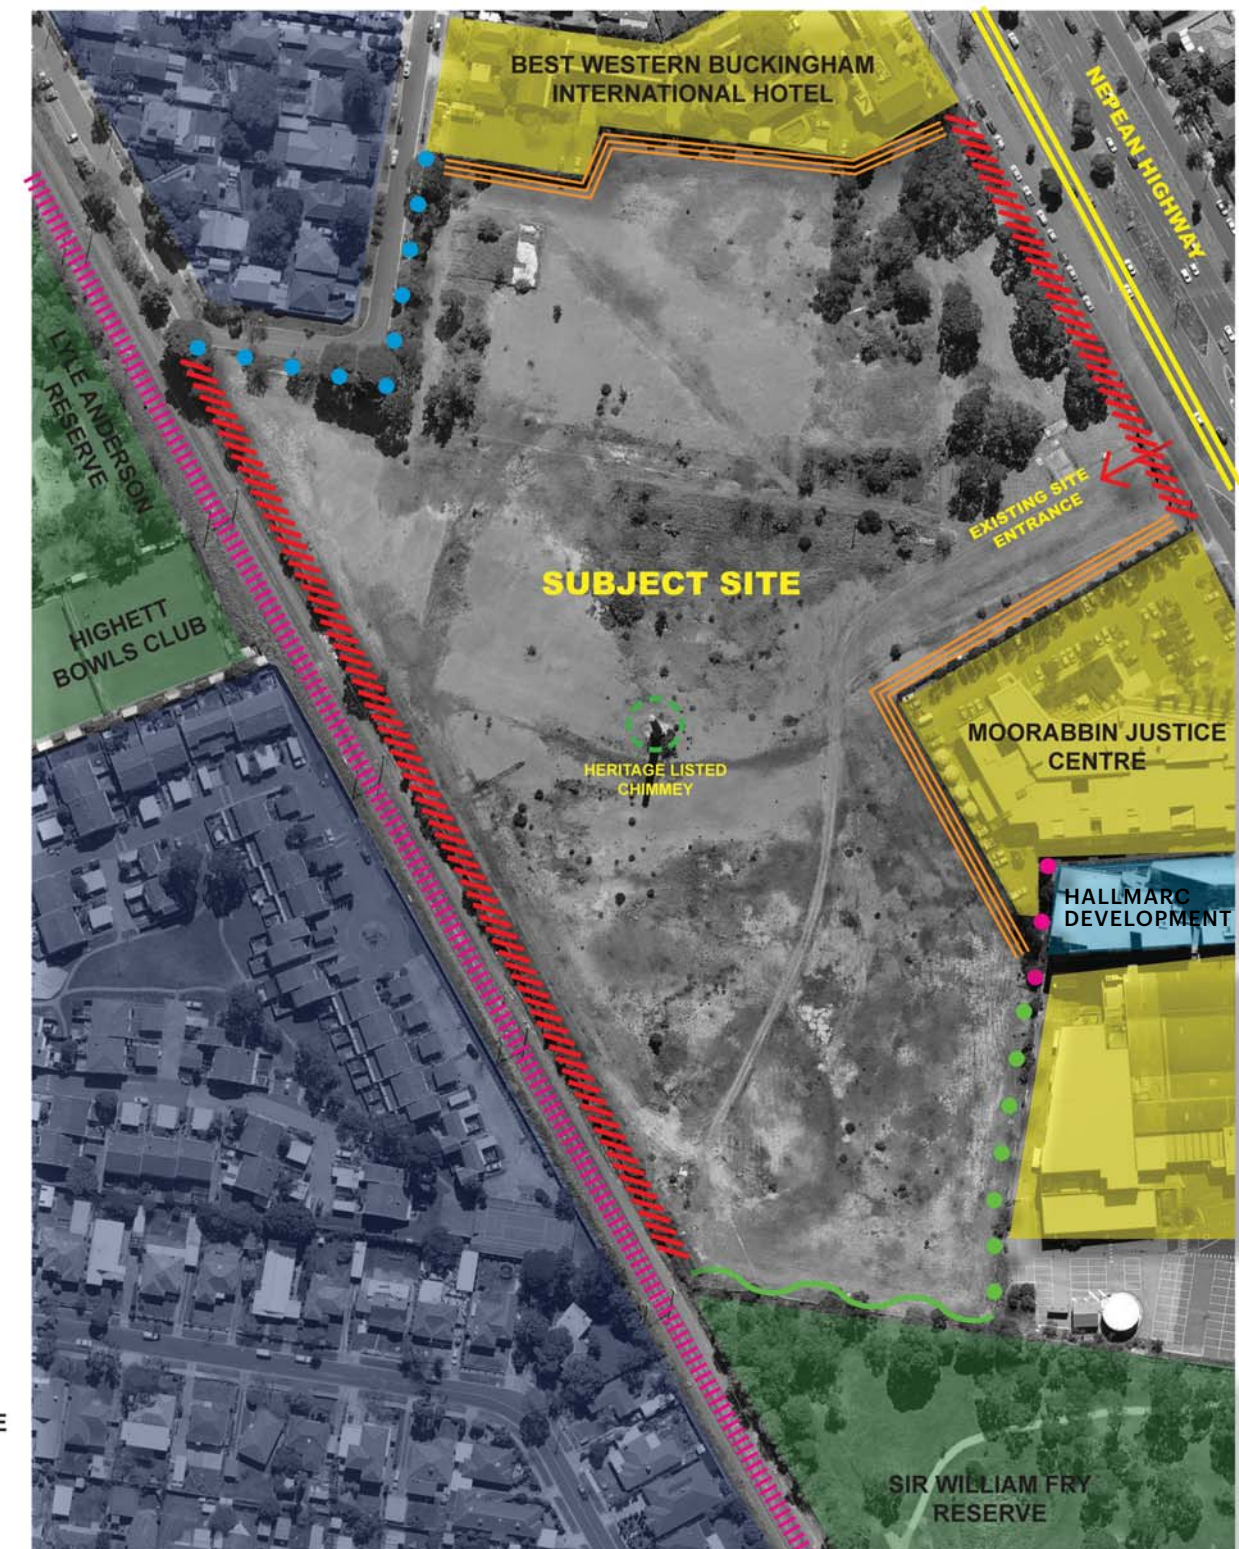 BEST WESTERN BUCKINGHAM
INTERNATIONAL HOTEL
NEPEAN HIGHWAY
LYLE ANDERSON
RESERVE
EXISTING SITE
ENTRANCE
SUBJECT SITE
HIGHETT
BOWLS CLUB
HERITAGE LISTED
CHIMMEY
MOORABBIN JUSTICE
CENTRE
HALLMARC
DEVELOPMENT
E
SIR WILLIAM FRY
RESERVE